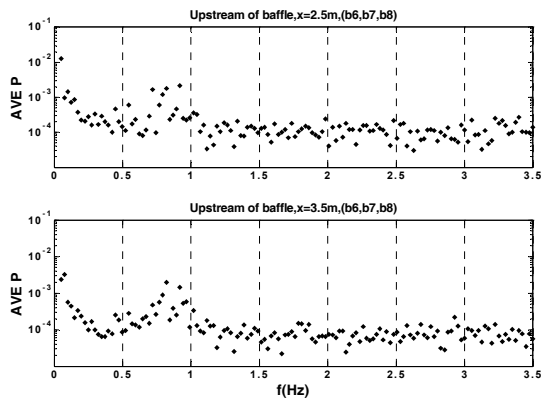 Upstream of baffle,x=2.5m,(b6,b7,b8)
AVE P
10^-1
10^-2
10^-3
10^-4
0 0.5 1 1.5 2 2.5 3 3.5
Upstream of baffle,x=3.5m,(b6,b7,b8)
AVE P
10^-1
10^-2
10^-3
10^-4
0 0.5 1 1.5 2 2.5 3 3.5
f(Hz)